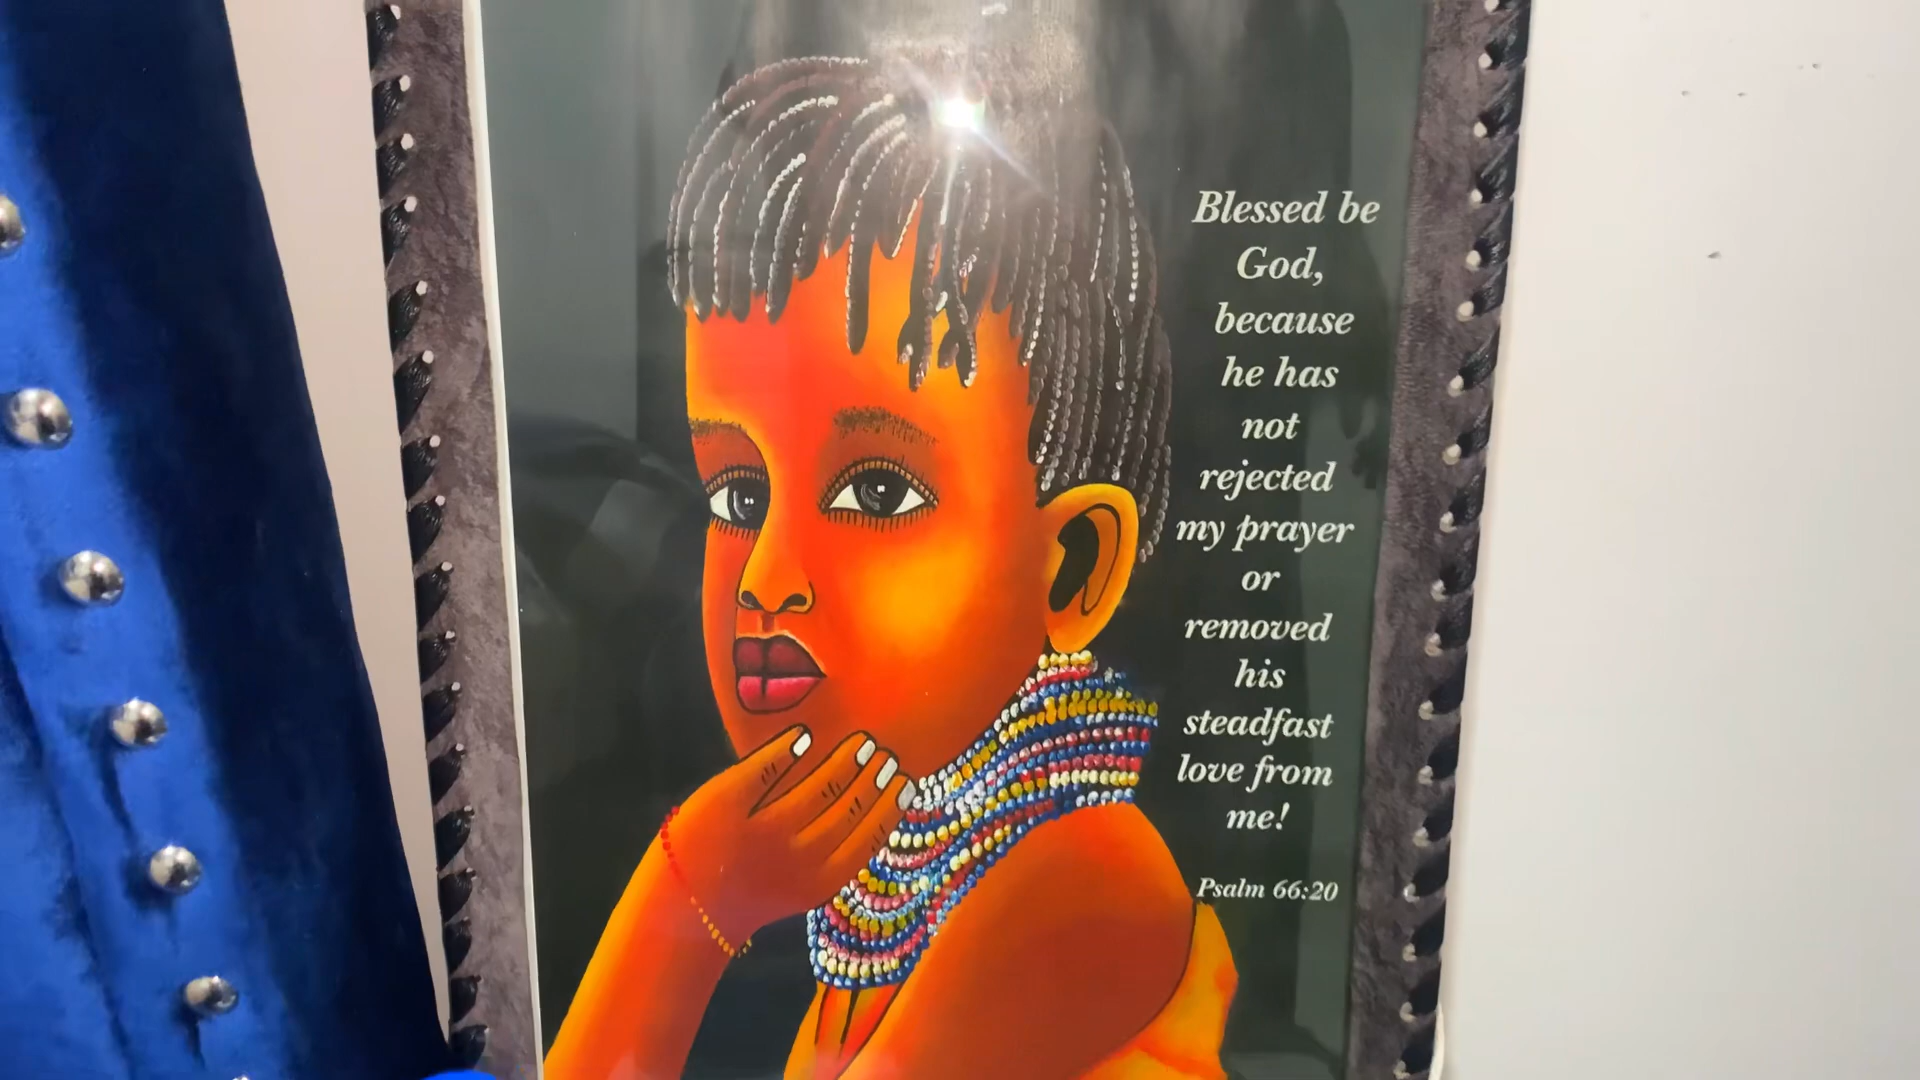 Blessed be
God,
because
he has
not
rejected
my prayer
or
removed
his
steadfast
love from
me!
Psalm 66:20